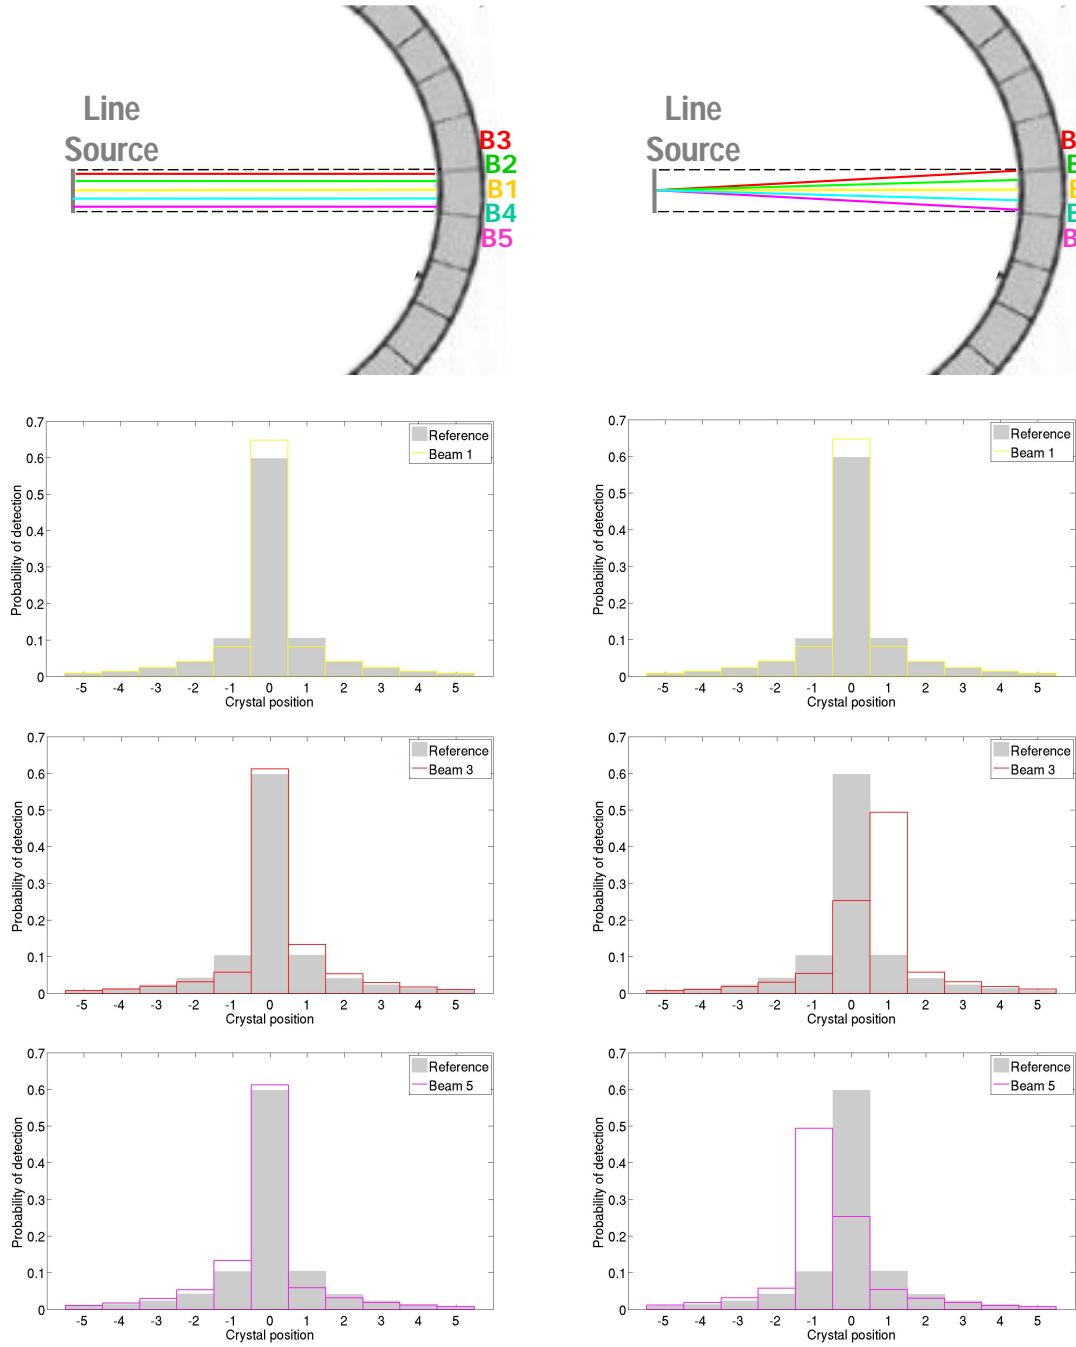 Line
Source
B3
B2
B1
B4
B5
Line
Source
B
B
B
B
B
0.7
0.6
0.5
0.4
0.3
0.2
0.1
0
Probability of detection
Reference
Beam 1
-5 -4 -3 -2 -1 0 1 2 3 4 5
Crystal position
0.7
0.6
0.5
0.4
0.3
0.2
0.1
0
Probability of detection
Reference
Beam 1
-5 -4 -3 -2 -1 0 1 2 3 4 5
Crystal position
0.7
0.6
0.5
0.4
0.3
0.2
0.1
0
Probability of detection
Reference
Beam 3
-5 -4 -3 -2 -1 0 1 2 3 4 5
Crystal position
0.7
0.6
0.5
0.4
0.3
0.2
0.1
0
Probability of detection
Reference
Beam 3
-5 -4 -3 -2 -1 0 1 2 3 4 5
Crystal position
0.7
0.6
0.5
0.4
0.3
0.2
0.1
0
Probability of detection
Reference
Beam 5
-5 -4 -3 -2 -1 0 1 2 3 4 5
Crystal position
0.7
0.6
0.5
0.4
0.3
0.2
0.1
0
Probability of detection
Reference
Beam 5
-5 -4 -3 -2 -1 0 1 2 3 4 5
Crystal position